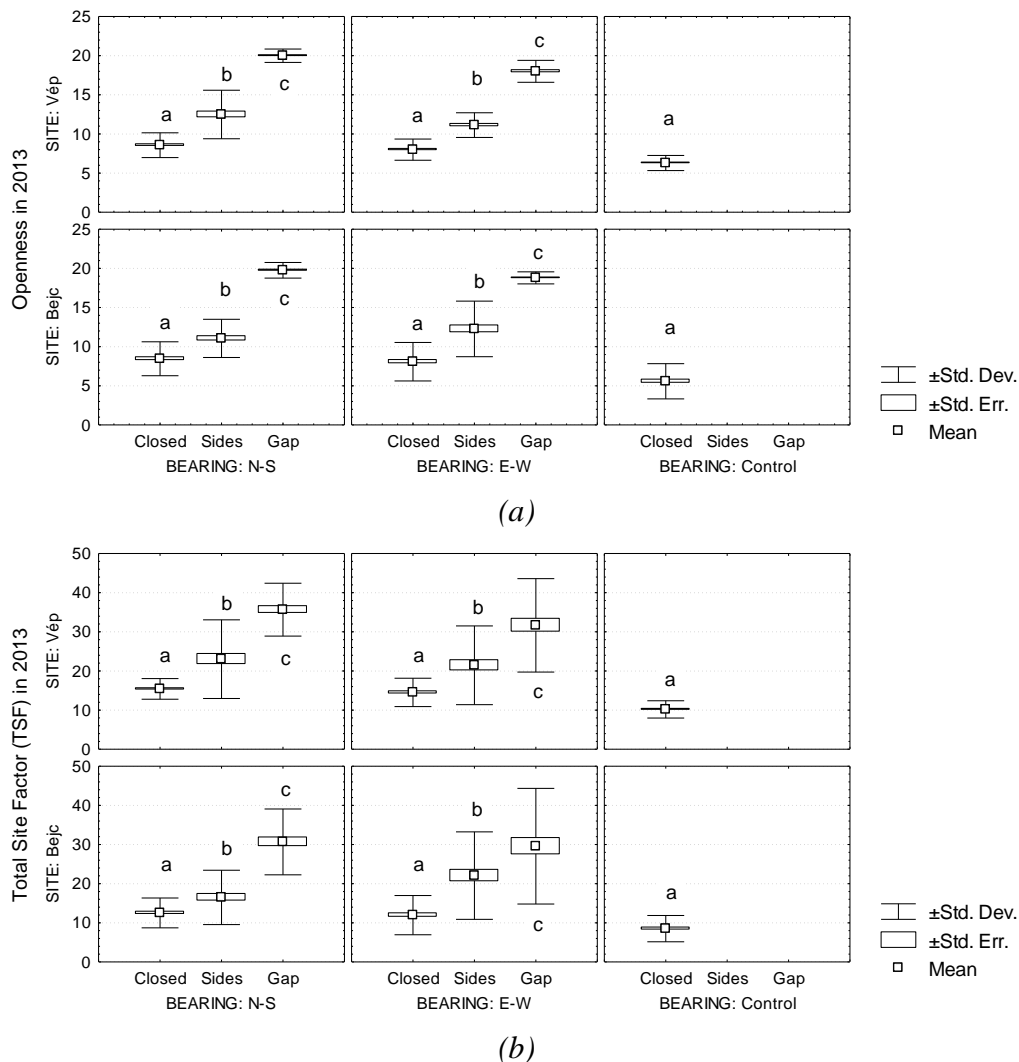 Openness in 2013
SITE: Vép
25
20
15
10
5
0
a
b
c
a
b
c
a
SITE: Bejc
25
20
15
10
5
0
a
b
c
a
b
c
a
Closed Sides Gap
BEARING: N-S
Closed Sides Gap
BEARING: E-W
Closed Sides Gap
BEARING: Control
±Std. Dev.
±Std. Err.
Mean
(a)
Total Site Factor (TSF) in 2013
SITE: Vép
50
40
30
20
10
0
a
b
c
a
b
c
a
SITE: Bejc
50
40
30
20
10
0
a
b
c
a
b
c
a
Closed Sides Gap
BEARING: N-S
Closed Sides Gap
BEARING: E-W
Closed Sides Gap
BEARING: Control
±Std. Dev.
±Std. Err.
Mean
(b)